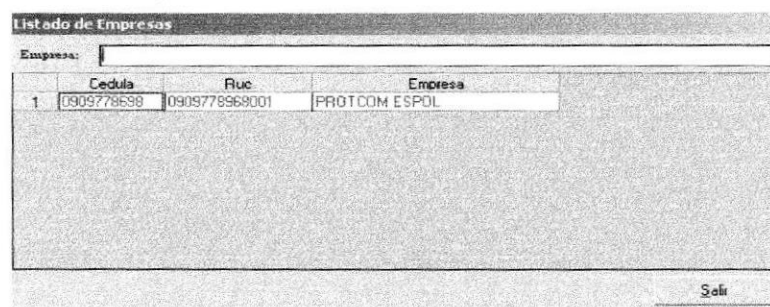 Listado de Empresas
Empresa:
Cedula Ruc Empresa
1 0909778698 0909778968001 PROTCOM ESPOL
Salir